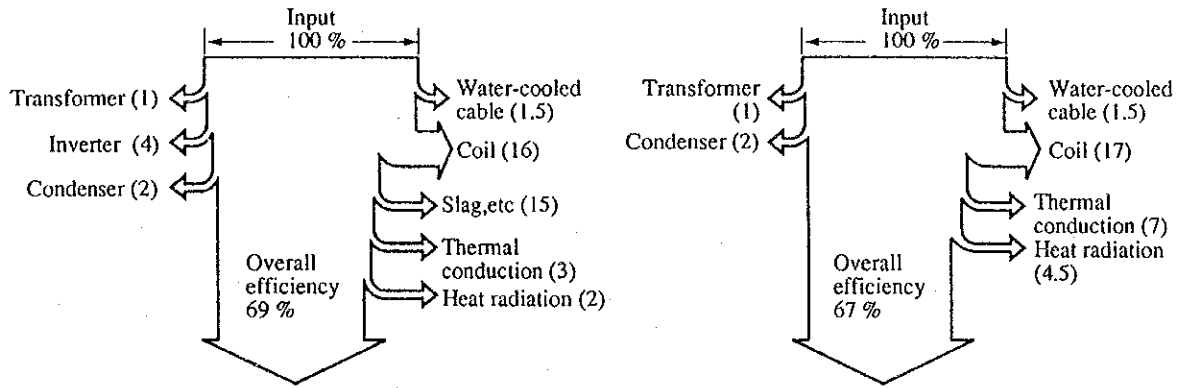 Input
100 %
Transformer (1)
Inverter (4)
Condenser (2)
Water-cooled
cable (1.5)
Coil (16)
Slag,etc (15)
Thermal
conduction (3)
Heat radiation (2)
Overall
efficiency
69 %
Input
100 %
Transformer
(1)
Condenser (2)
Water-cooled
cable (1.5)
Coil (17)
Thermal
conduction (7)
Heat radiation
(4.5)
Overall
efficiency
67 %